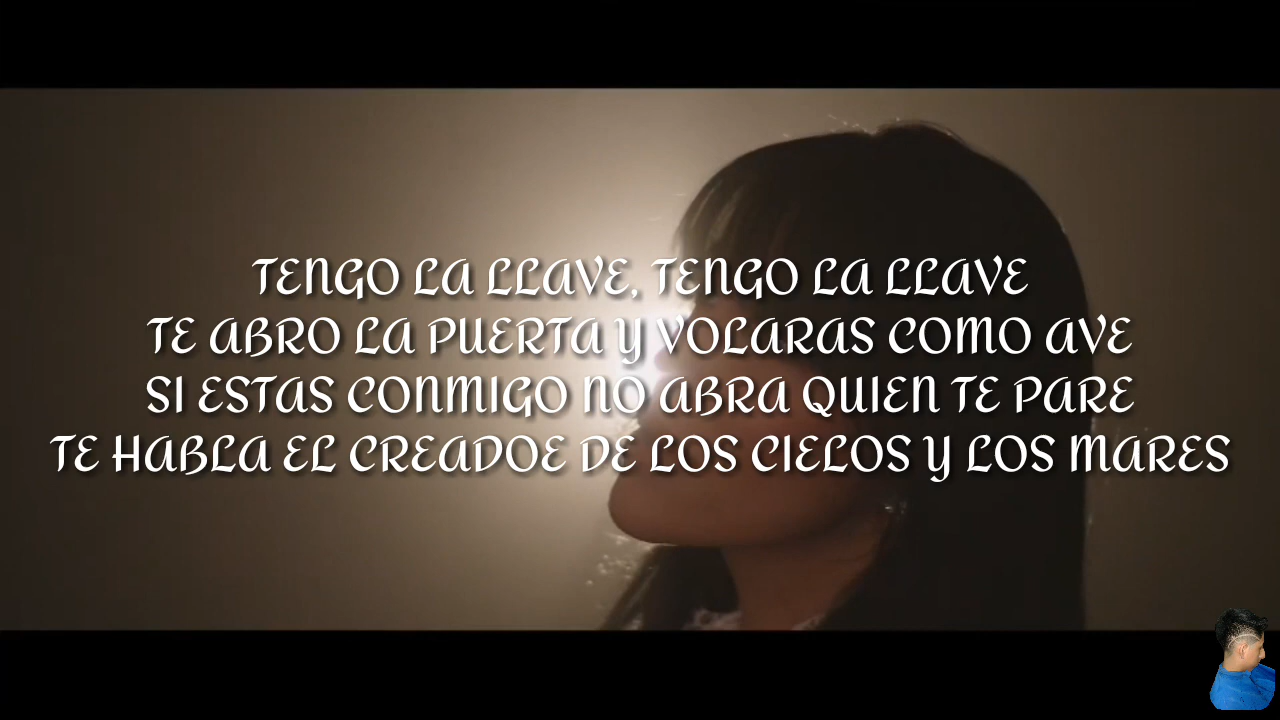 TENGO LA LLAVE, TENGO LA LLAVE
TE ABRO LA PUERTA Y VOLARAS COMO AVE
SI ESTAS CONMIGO NO ABRA QUIEN TE PARE
TE HABLA EL CREADOE DE LOS CIELOS Y LOS MARES